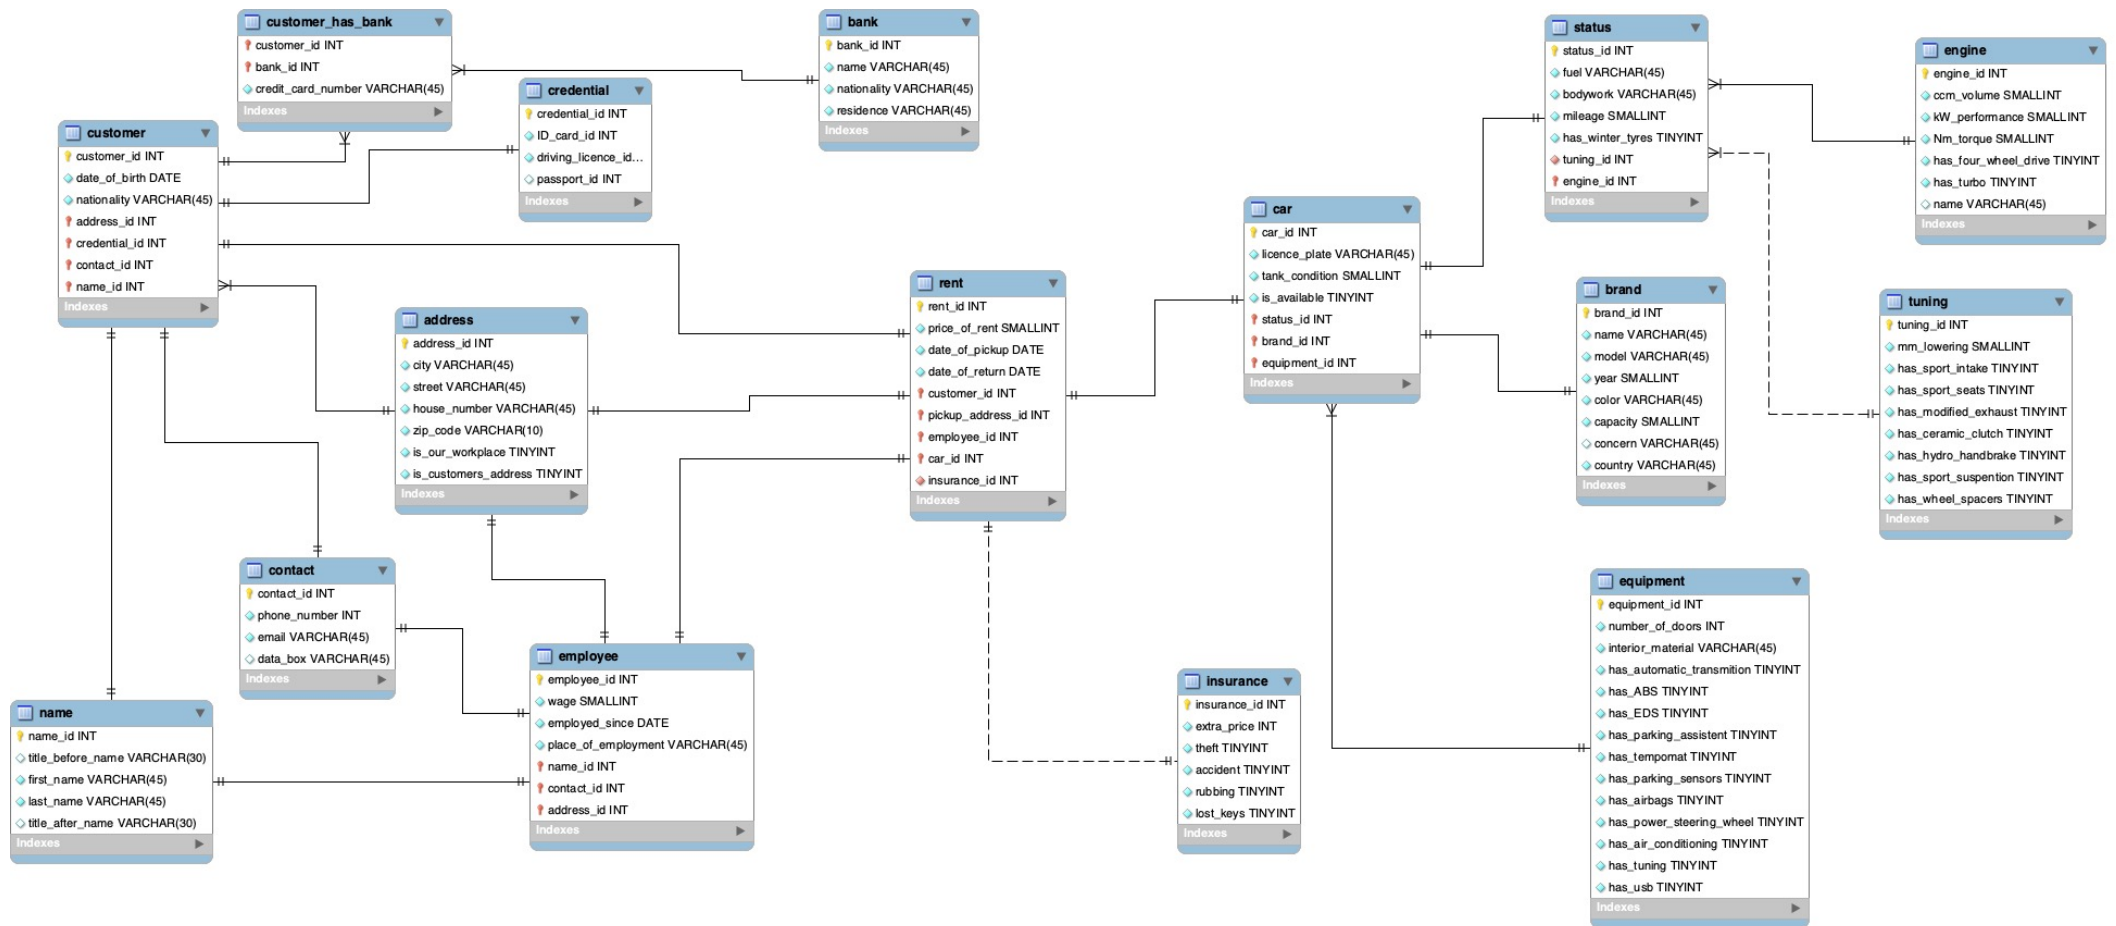 customer_has_bank
customer_id INT
bank_id INT
credit_card_number VARCHAR(45)
Indexes
bank
bank_id INT
name VARCHAR(45)
nationality VARCHAR(45)
residence VARCHAR(45)
Indexes
credential
credential_id INT
ID_card_id INT
driving_licence_id...
passport_id INT
Indexes
customer
customer_id INT
date_of_birth DATE
nationality VARCHAR(45)
address_id INT
credential_id INT
contact_id INT
name_id INT
Indexes
address
address_id INT
city VARCHAR(45)
street VARCHAR(45)
house_number VARCHAR(45)
zip_code VARCHAR(10)
is_our_workplace TINYINT
is_customers_address TINYINT
Indexes
contact
contact_id INT
phone_number INT
email VARCHAR(45)
data_box VARCHAR(45)
Indexes
name
name_id INT
title_before_name VARCHAR(30)
first_name VARCHAR(45)
last_name VARCHAR(45)
title_after_name VARCHAR(30)
Indexes
employee
employee_id INT
wage SMALLINT
employed_since DATE
place_of_employment VARCHAR(45)
name_id INT
contact_id INT
address_id INT
Indexes
rent
rent_id INT
price_of_rent SMALLINT
date_of_pickup DATE
date_of_return DATE
customer_id INT
pickup_address_id INT
employee_id INT
car_id INT
insurance_id INT
Indexes
insurance
insurance_id INT
extra_price INT
theft TINYINT
accident TINYINT
rubbing TINYINT
lost_keys TINYINT
Indexes
car
car_id INT
licence_plate VARCHAR(45)
tank_condition SMALLINT
is_available TINYINT
status_id INT
brand_id INT
equipment_id INT
Indexes
status
status_id INT
fuel VARCHAR(45)
bodywork VARCHAR(45)
mileage SMALLINT
has_winter_tyres TINYINT
tuning_id INT
engine_id INT
Indexes
engine
engine_id INT
ccm_volume SMALLINT
kW_performance SMALLINT
Nm_torque SMALLINT
has_four_wheel_drive TINYINT
has_turbo TINYINT
name VARCHAR(45)
Indexes
brand
brand_id INT
name VARCHAR(45)
model VARCHAR(45)
year SMALLINT
color VARCHAR(45)
capacity SMALLINT
concern VARCHAR(45)
country VARCHAR(45)
Indexes
tuning
tuning_id INT
mm_lowering SMALLINT
has_sport_intake TINYINT
has_sport_seats TINYINT
has_modified_exhaust TINYINT
has_ceramic_clutch TINYINT
has_hydro_handbrake TINYINT
has_sport_suspention TINYINT
has_wheel_spacers TINYINT
Indexes
equipment
equipment_id INT
number_of_doors INT
interior_material VARCHAR(45)
has_automatic_transmition TINYINT
has_ABS TINYINT
has_EDS TINYINT
has_parking_assistent TINYINT
has_tempomat TINYINT
has_parking_sensors TINYINT
has_airbags TINYINT
has_power_steering_wheel TINYINT
has_air_conditioning TINYINT
has_tuning TINYINT
has_usb TINYINT
Indexes